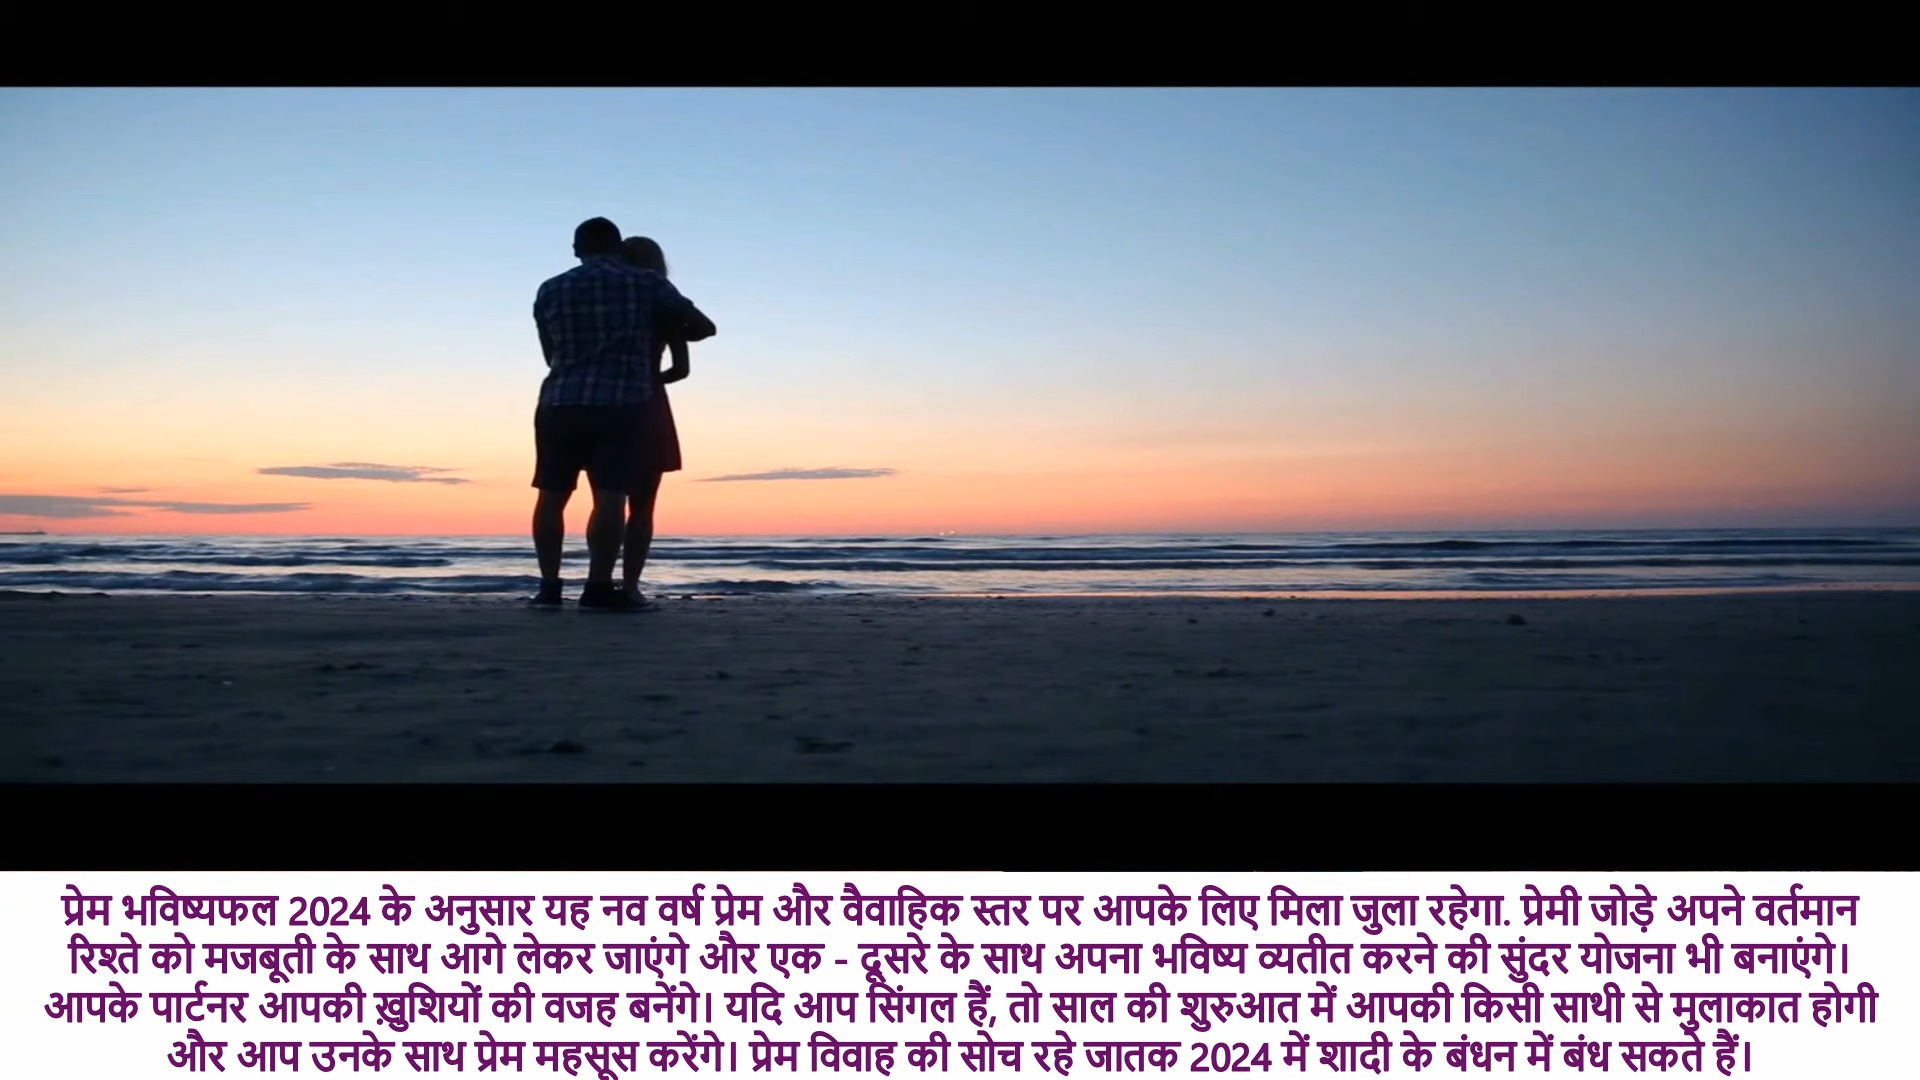 प्रेम भविष्यफल 2024 के अनुसार यह नव वर्ष प्रेम और वैवाहिक स्तर पर आपके लिए मिला जुला रहेगा. प्रेमी जोड़े अपने वर्तमान
रिश्ते को मजबूती के साथ आगे लेकर जाएंगे और एक - दूसरे के साथ अपना भविष्य व्यतीत करने की सुंदर योजना भी बनाएंगे।
आपके पार्टनर आपकी ख़ुशियों की वजह बनेंगे। यदि आप सिंगल हैं, तो साल की शुरुआत में आपकी किसी साथी से मुलाकात होगी
और आप उनके साथ प्रेम महसूस करेंगे। प्रेम विवाह की सोच रहे जातक 2024 में शादी के बंधन में बंध सकते हैं।